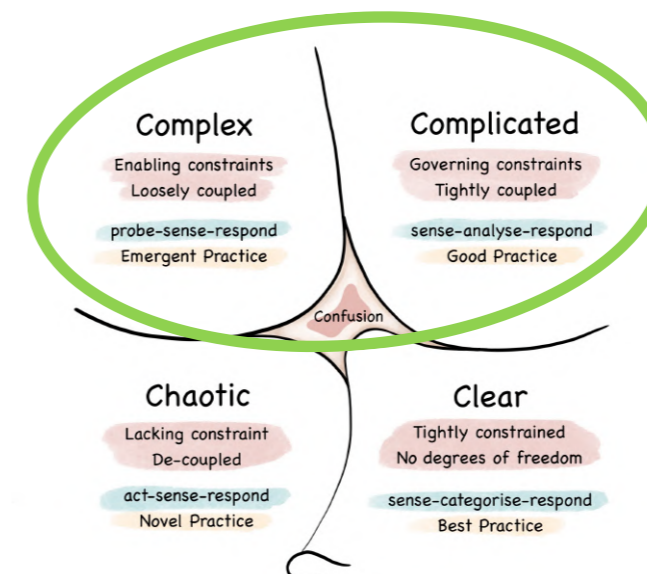 Complex
Enabling constraints
Loosely coupled
probe-sense-respond
Emergent Practice
Complicated
Governing constraints
Tightly coupled
sense-analyse-respond
Good Practice
Confusion
Chaotic
Lacking constraint
De-coupled
act-sense-respond
Novel Practice
Clear
Tightly constrained
No degrees of freedom
sense-categorise-respond
Best Practice